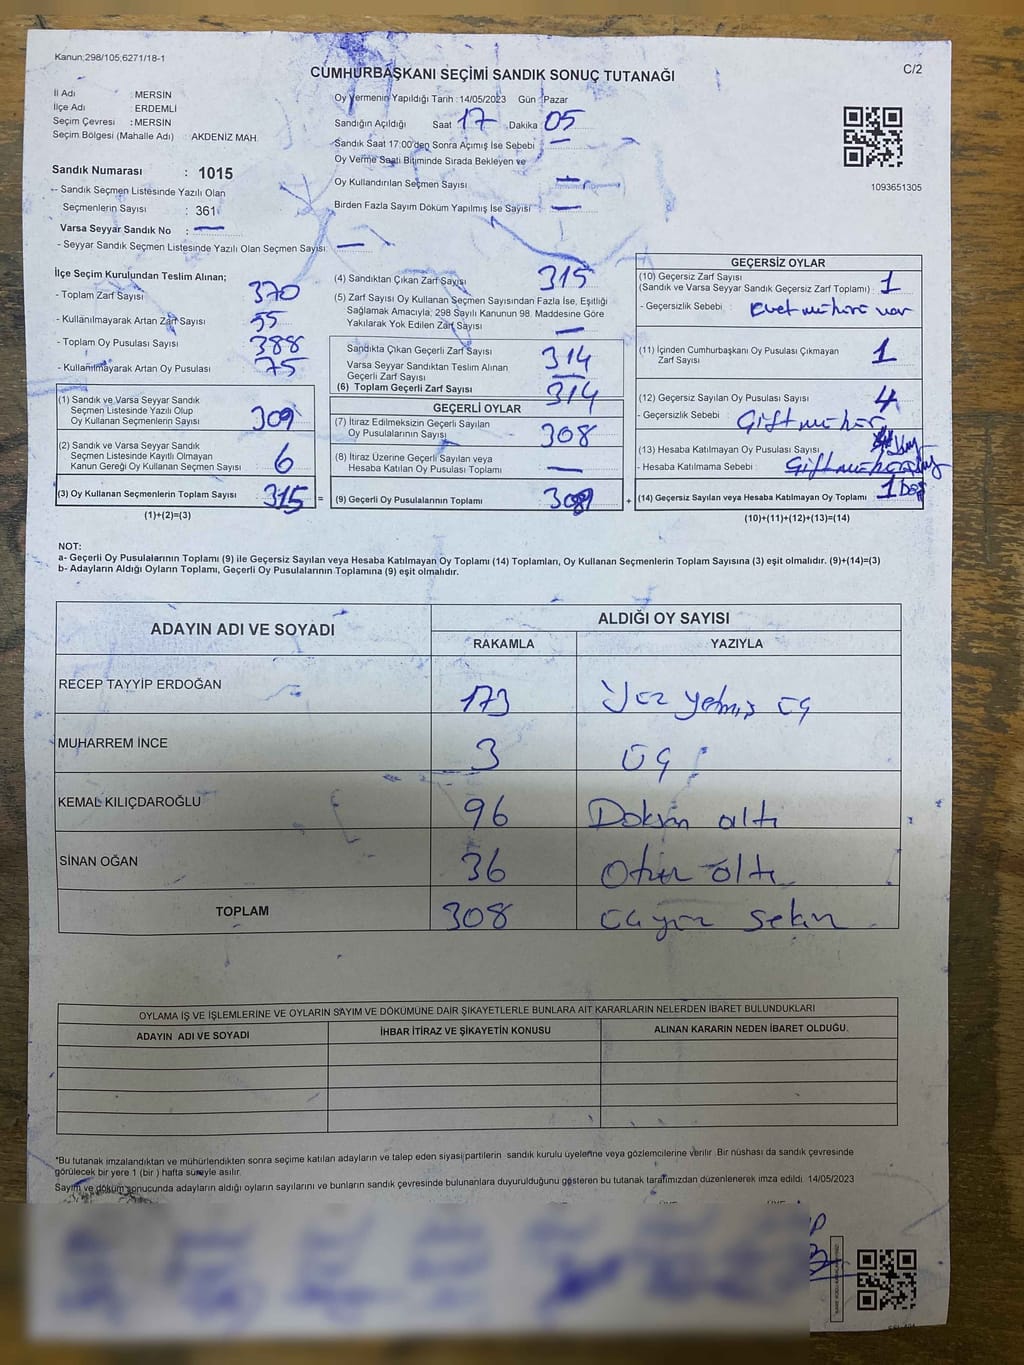 Kanun;298/105,6271/18-1
C/2
CUMHURBAŞKANI SEÇİMİ SANDIK SONUÇ TUTANAĞI
İl Adı : MERSİN
İlçe Adı : ERDEMLİ
Seçim Çevresi : MERSİN
Seçim Bölgesi (Mahalle Adı) : AKDENİZ MAH.
Sandık Numarası : 1015
- Sandık Seçmen Listesinde Yazılı Olan
Seçmenlerin Sayısı : 361
Varsa Seyyar Sandık No : —
- Seyyar Sandık Seçmen Listesinde Yazılı Olan Seçmen Sayısı: —
Oy Vermenin Yapıldığı Tarih : 14/05/2023 Gün : Pazar
Sandığın Açıldığı Saat 17 Dakika 05
Sandık Saat 17:00'den Sonra Açımış İse Sebebi —
Oy Verme Saati Bitiminde Sırada Bekleyen ve
Oy Kullandırılan Seçmen Sayısı —
Birden Fazla Sayım Döküm Yapılmış İse Sayısı —
1093651305
İlçe Seçim Kurulundan Teslim Alınan;
- Toplam Zarf Sayısı 370
- Kullanılmayarak Artan Zarf Sayısı 55
- Toplam Oy Pusulası Sayısı 388
- Kullanılmayarak Artan Oy Pusulası 75
(1) Sandık ve Varsa Seyyar Sandık
Seçmen Listesinde Yazılı Olup
Oy Kullanan Seçmenlerin Sayısı 309
(2) Sandık ve Varsa Seyyar Sandık
Seçmen Listesinde Kayıtlı Olmayan
Kanun Gereği Oy Kullanan Seçmen Sayısı 6
(3) Oy Kullanan Seçmenlerin Toplam Sayısı 315 =
(1)+(2)=(3)
(4) Sandıktan Çıkan Zarf Sayısı 315
(5) Zarf Sayısı Oy Kullanan Seçmen Sayısından Fazla İse, Eşitliği
Sağlamak Amacıyla; 298 Sayılı Kanunun 98. Maddesine Göre
Yakılarak Yok Edilen Zarf Sayısı —
Sandıkta Çıkan Geçerli Zarf Sayısı 314
Varsa Seyyar Sandıktan Teslim Alınan
Geçerli Zarf Sayısı —
(6) Toplam Geçerli Zarf Sayısı 314
GEÇERLİ OYLAR
(7) İtiraz Edilmeksizin Geçerli Sayılan
Oy Pusulalarının Sayısı 308
(8) İtiraz Üzerine Geçerli Sayılan veya
Hesaba Katılan Oy Pusulası Toplamı —
(9) Geçerli Oy Pusulalarının Toplamı 308 +
GEÇERSİZ OYLAR
(10) Geçersiz Zarf Sayısı
(Sandık ve Varsa Seyyar Sandık Geçersiz Zarf Toplamı) : 1
- Geçersizlik Sebebi : Evet mührü var
(11) İçinden Cumhurbaşkanı Oy Pusulası Çıkmayan
Zarf Sayısı 1
(12) Geçersiz Sayılan Oy Pusulası Sayısı 4
- Geçersizlik Sebebi : Çift mühür
(13) Hesaba Katılmayan Oy Pusulası Sayısı
- Hesaba Katılmama Sebebi :
(14) Geçersiz Sayılan veya Hesaba Katılmayan Oy Toplamı 1 boş
(10)+(11)+(12)+(13)=(14)
NOT:
a- Geçerli Oy Pusulalarının Toplamı (9) ile Geçersiz Sayılan veya Hesaba Katılmayan Oy Toplamı (14) Toplamları, Oy Kullanan Seçmenlerin Toplam Sayısına (3) eşit olmalıdır. (9)+(14)=(3)
b- Adayların Aldığı Oyların Toplamı, Geçerli Oy Pusulalarının Toplamına (9) eşit olmalıdır.
ADAYIN ADI VE SOYADI ALDIĞI OY SAYISI
RAKAMLA YAZIYLA
RECEP TAYYİP ERDOĞAN 173 Yüz yetmiş üç
MUHARREM İNCE 3 Üç
KEMAL KILIÇDAROĞLU 96 Doksan altı
SİNAN OĞAN 36 Otuz altı
TOPLAM 308 üçyüz sekiz
OYLAMA İŞ VE İŞLEMLERİNE VE OYLARIN SAYIM VE DÖKÜMÜNE DAİR ŞİKAYETLERLE BUNLARA AİT KARARLARIN NELERDEN İBARET BULUNDUKLARI
ADAYIN ADI VE SOYADI İHBAR İTİRAZ VE ŞİKAYETİN KONUSU ALINAN KARARIN NEDEN İBARET OLDUĞU.
*Bu tutanak imzalandıktan ve mühürlendikten sonra seçime katılan adayların ve talep eden siyasi partilerin sandık kurulu üyelerine veya gözlemcilerine verilir. Bir nüshası da sandık çevresinde
görülecek bir yere 1 (bir ) hafta süreyle asılır.
Sayım ve döküm sonucunda adayların aldığı oyların sayılarını ve bunların sandık çevresinde bulunanlara duyurulduğunu gösteren bu tutanak tarafımızdan düzenlenerek imza edildi. 14/05/2023